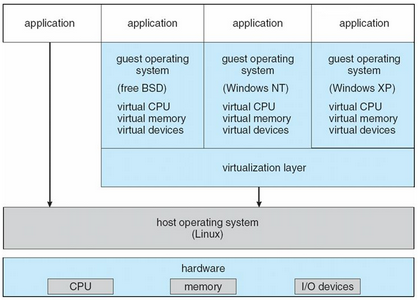 application
application
application
application
guest operating
system
(free BSD)
virtual CPU
virtual memory
virtual devices
guest operating
system
(Windows NT)
virtual CPU
virtual memory
virtual devices
guest operating
system
(Windows XP)
virtual CPU
virtual memory
virtual devices
virtualization layer
host operating system
(Linux)
hardware
CPU
memory
I/O devices